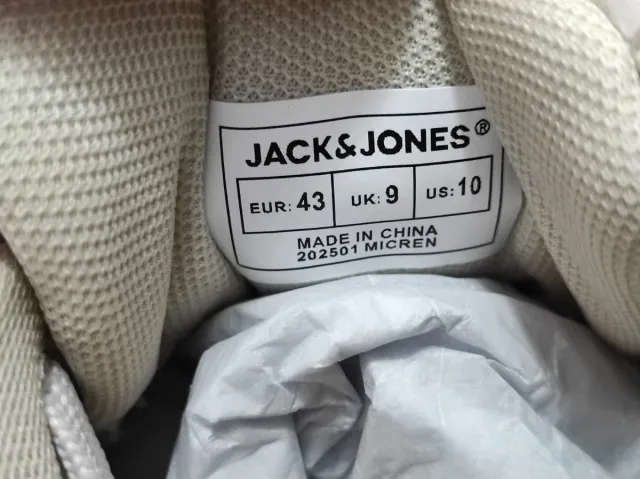 JACK&JONES®
EUR: 43 UK: 9 US: 10
MADE IN CHINA
202501 MICREN